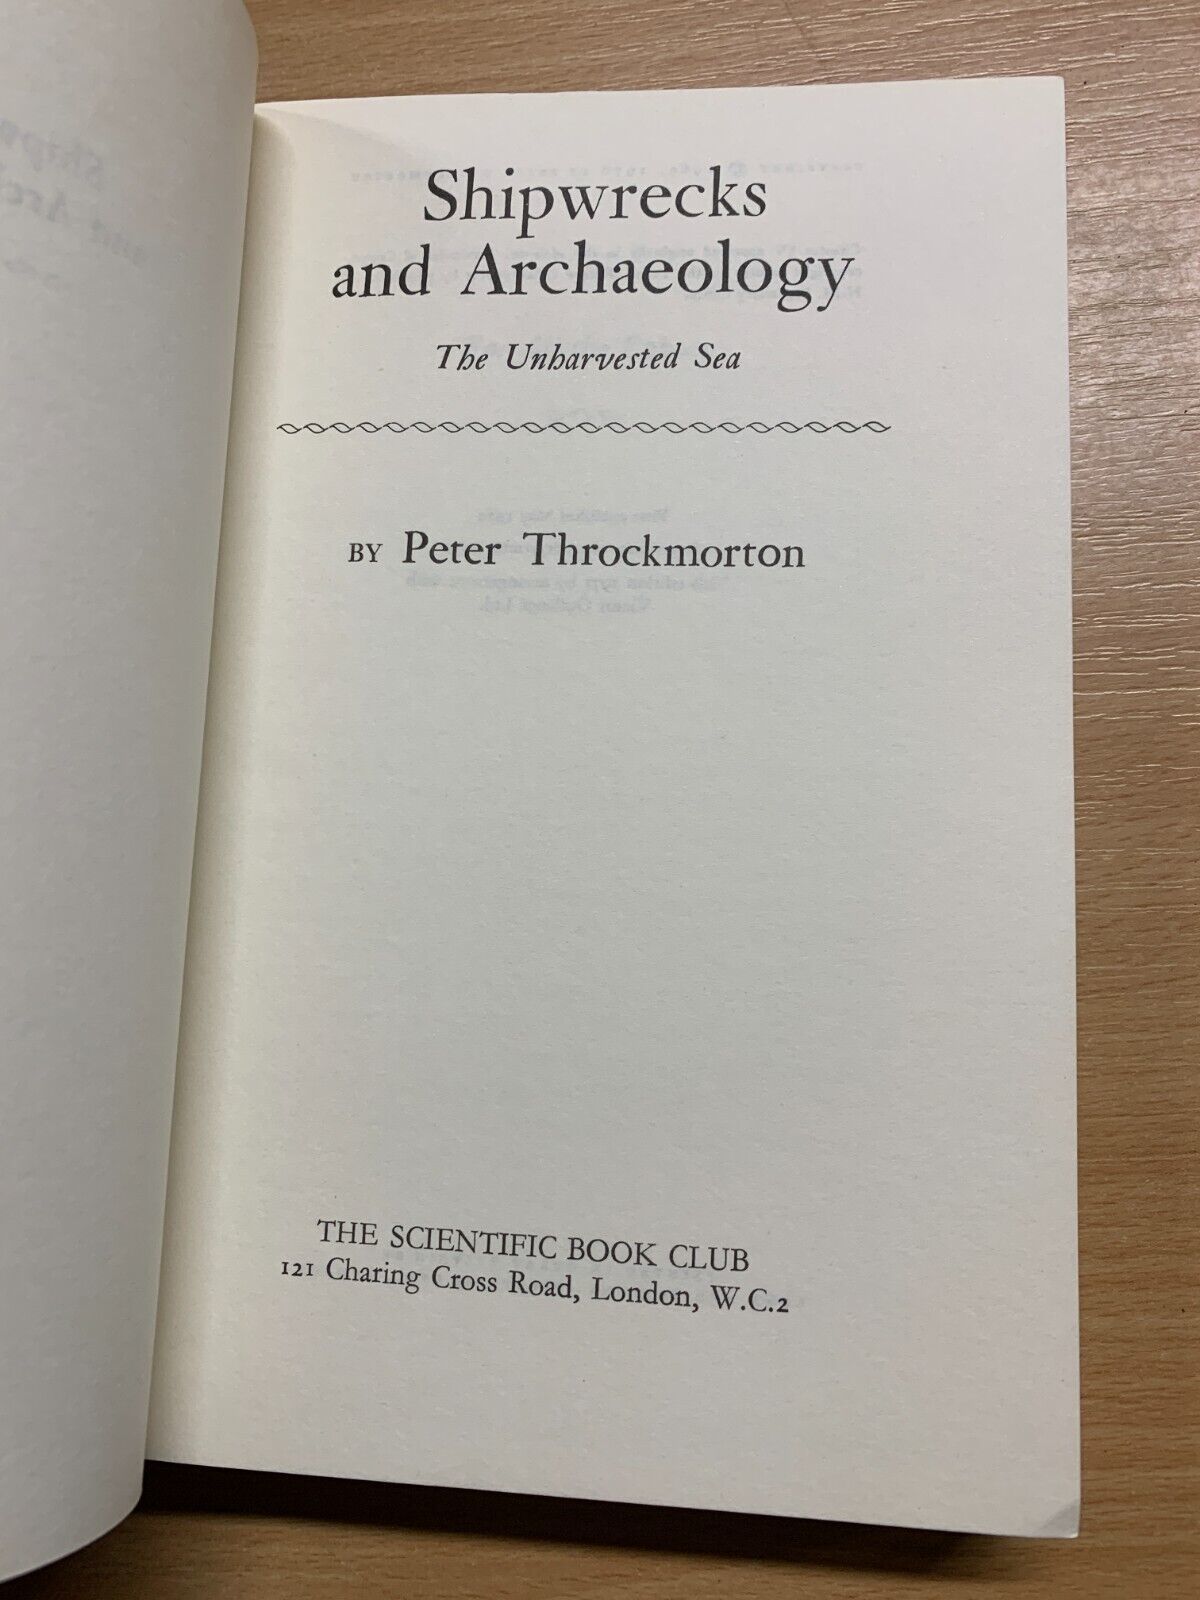 Shipwrecks
and Archaeology
The Unharvested Sea
BY Peter Throckmorton
THE SCIENTIFIC BOOK CLUB
121 Charing Cross Road, London, W.C.2